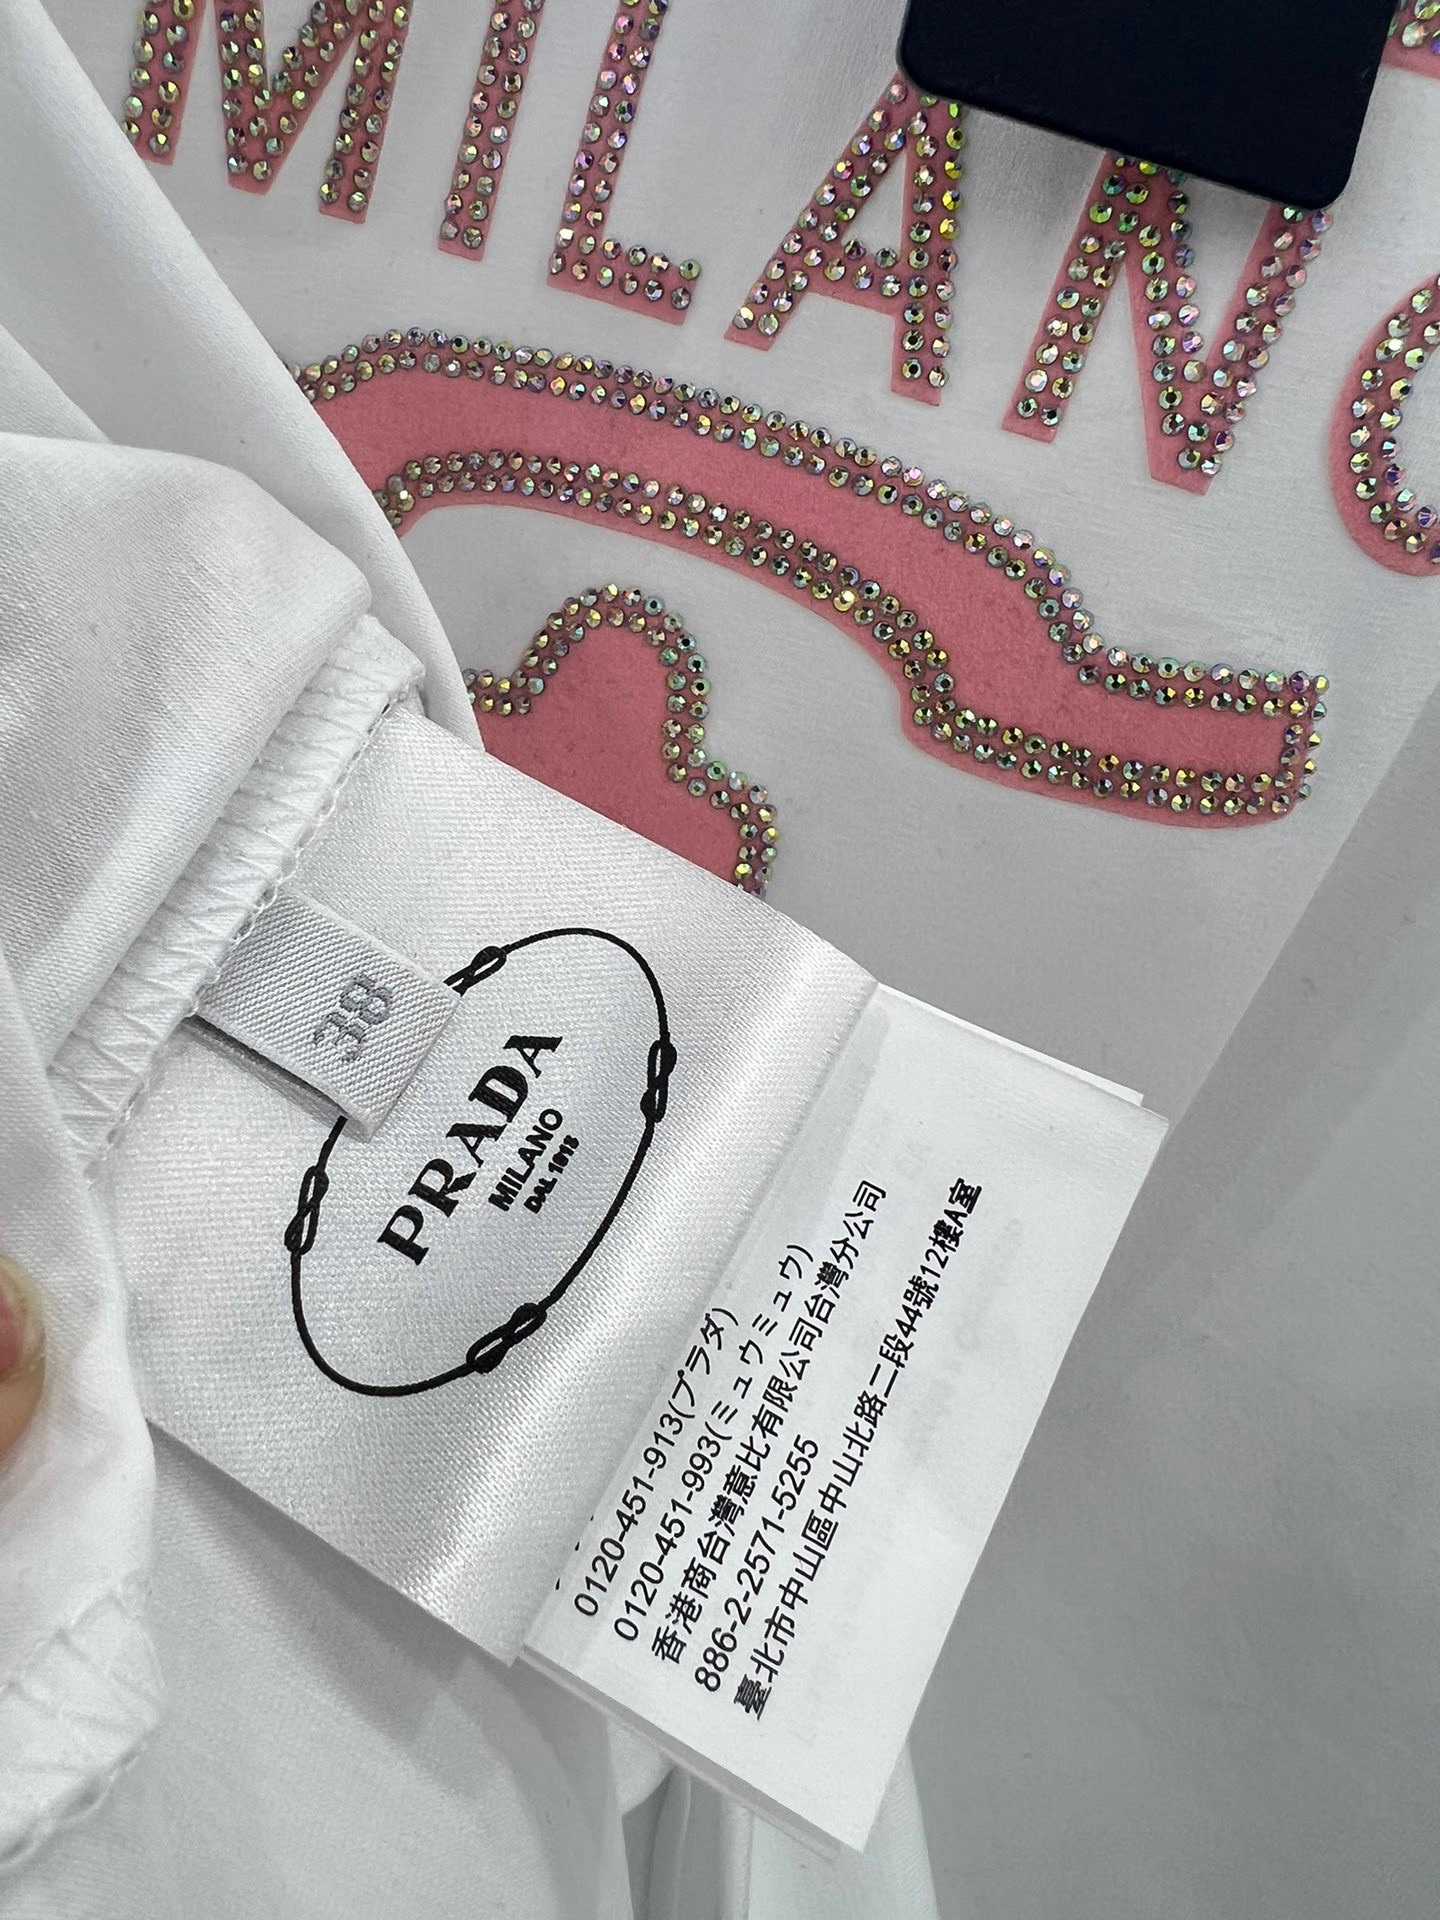 MILANO
38
PRADA
MILANO
DAL 1913
0120-451-913(プラダ)
0120-451-993(ミュウミュウ)
香港商台灣意比有限公司台灣分公司
886-2-2571-5255
臺北市中山區中山北路二段44號12樓A室